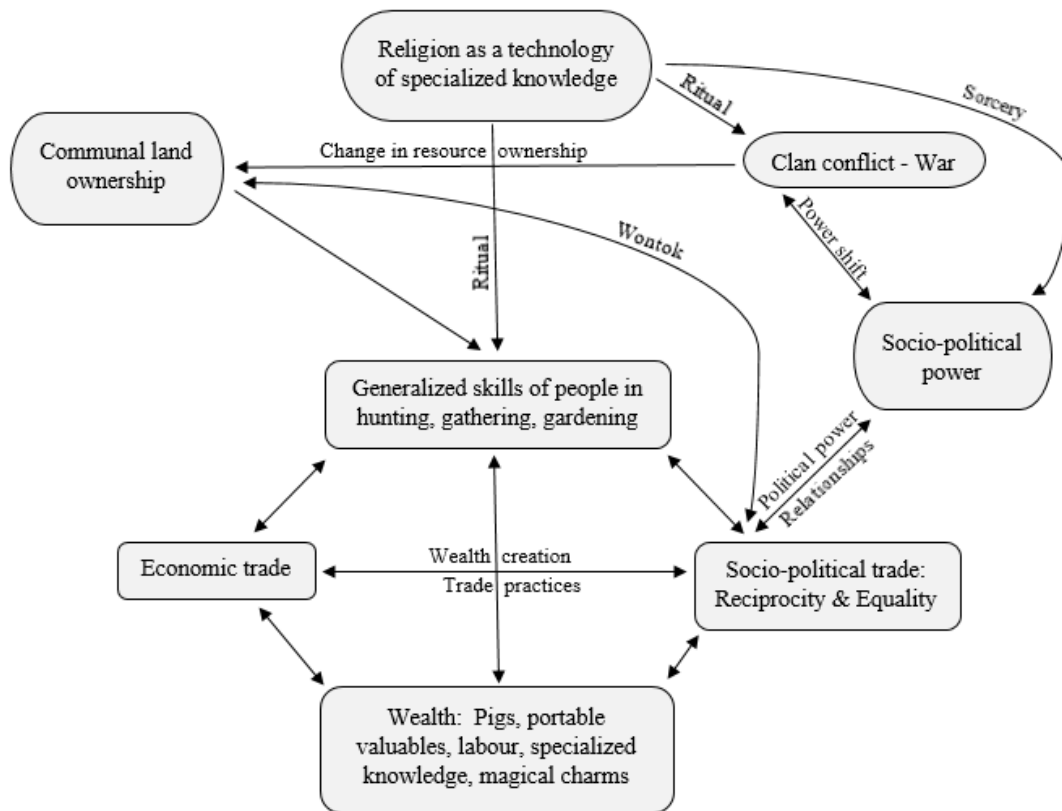 Religion as a technology
of specialized knowledge
Ritual
Sorcery
Communal land
ownership
Change in resource ownership
Clan conflict - War
Wontok
Ritual
Power shift
Socio-political
power
Generalized skills of people in
hunting, gathering, gardening
Political power
Relationships
Economic trade
Wealth creation
Trade practices
Socio-political trade:
Reciprocity & Equality
Wealth: Pigs, portable
valuables, labour, specialized
knowledge, magical charms